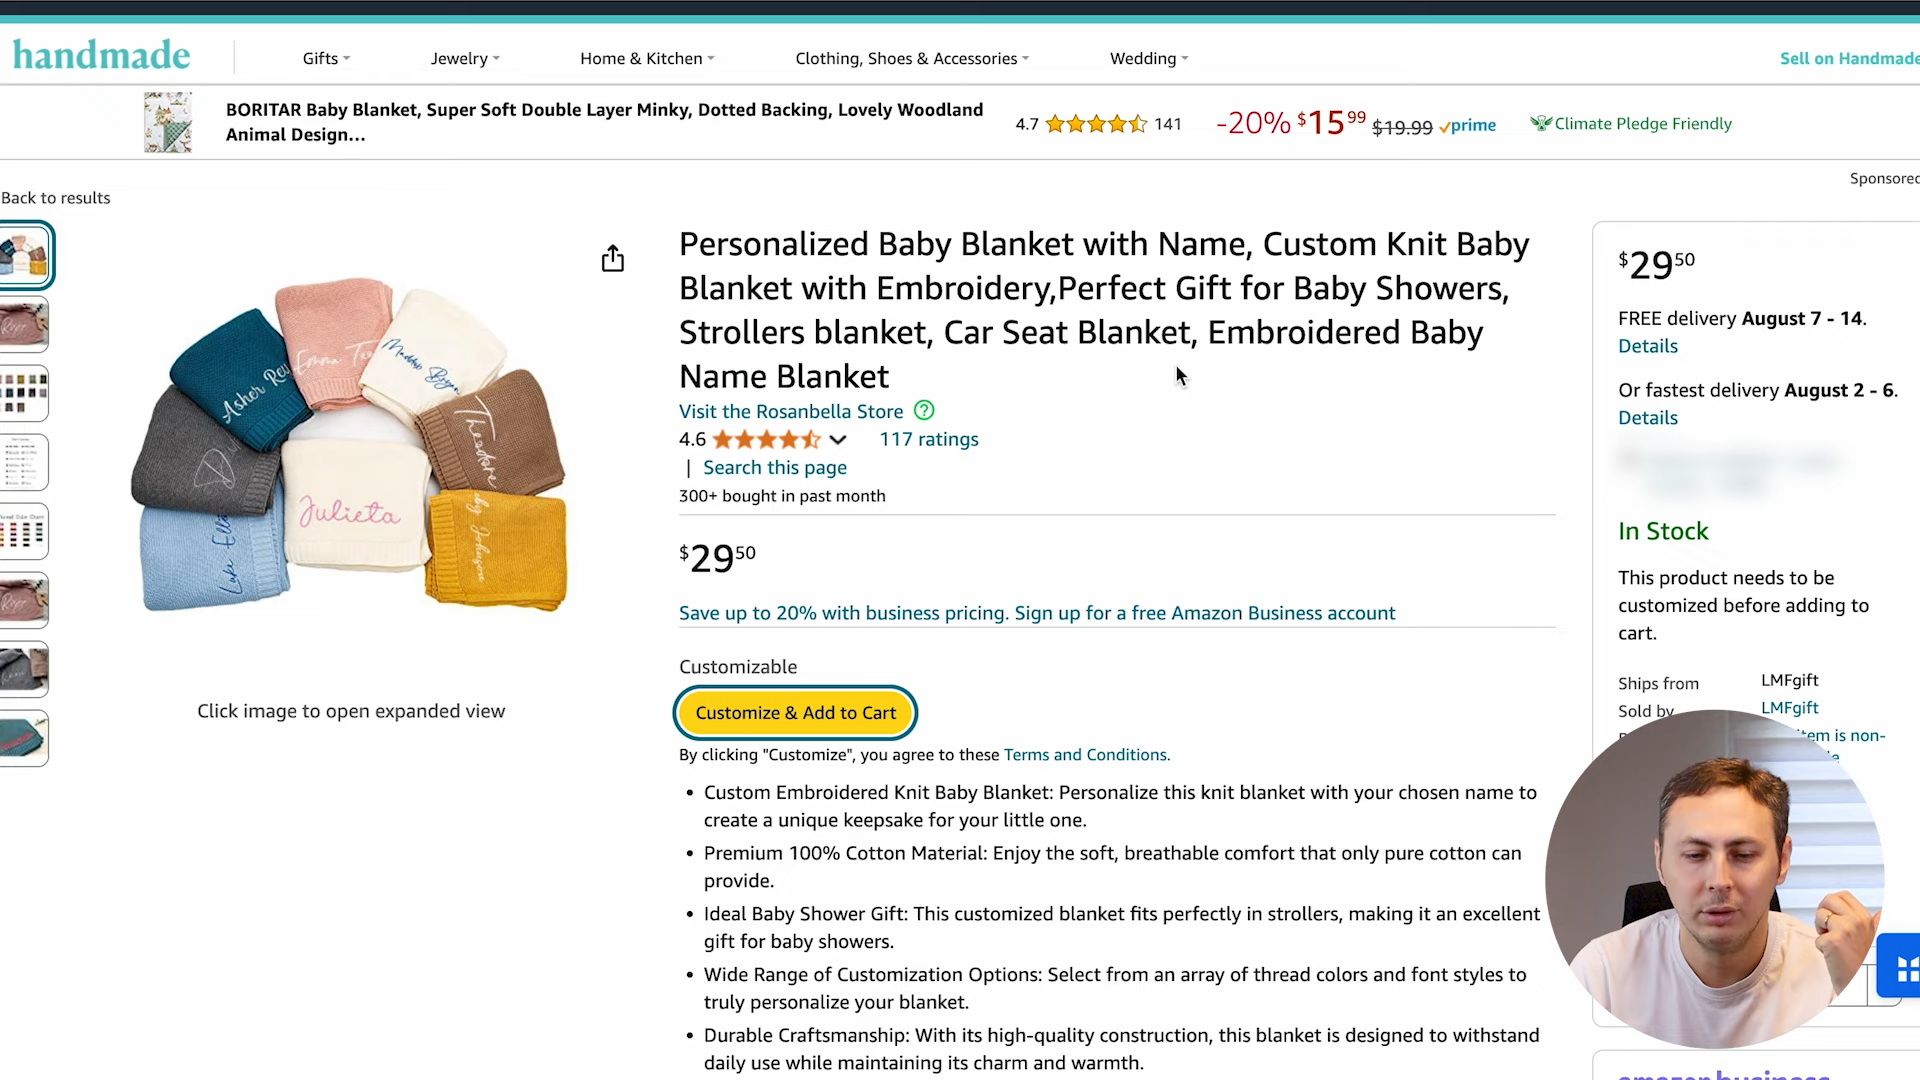 handmade
Gifts
Jewelry
Home & Kitchen
Clothing, Shoes & Accessories
Wedding
Sell on Handmade
BORITAR Baby Blanket, Super Soft Double Layer Minky, Dotted Backing, Lovely Woodland
Animal Design...
4.7
141
-20% $15 99 $19.99 prime
Climate Pledge Friendly
Sponsored
Back to results
Personalized Baby Blanket with Name, Custom Knit Baby
Blanket with Embroidery,Perfect Gift for Baby Showers,
Strollers blanket, Car Seat Blanket, Embroidered Baby
Name Blanket
Visit the Rosanbella Store
4.6
117 ratings
| Search this page
300+ bought in past month
$29 50
Save up to 20% with business pricing. Sign up for a free Amazon Business account
Customizable
Customize & Add to Cart
By clicking "Customize", you agree to these Terms and Conditions.
• Custom Embroidered Knit Baby Blanket: Personalize this knit blanket with your chosen name to
create a unique keepsake for your little one.
• Premium 100% Cotton Material: Enjoy the soft, breathable comfort that only pure cotton can
provide.
• Ideal Baby Shower Gift: This customized blanket fits perfectly in strollers, making it an excellent
gift for baby showers.
• Wide Range of Customization Options: Select from an array of thread colors and font styles to
truly personalize your blanket.
• Durable Craftsmanship: With its high-quality construction, this blanket is designed to withstand
daily use while maintaining its charm and warmth.
Asher
Emma
Maddux
Theodore
Julieta
Luke
Johnson
Click image to open expanded view
$29 50
FREE delivery August 7 - 14.
Details
Or fastest delivery August 2 - 6.
Details
In Stock
This product needs to be
customized before adding to
cart.
Ships from
LMFgift
Sold by
LMFgift
item is non-
amazon business